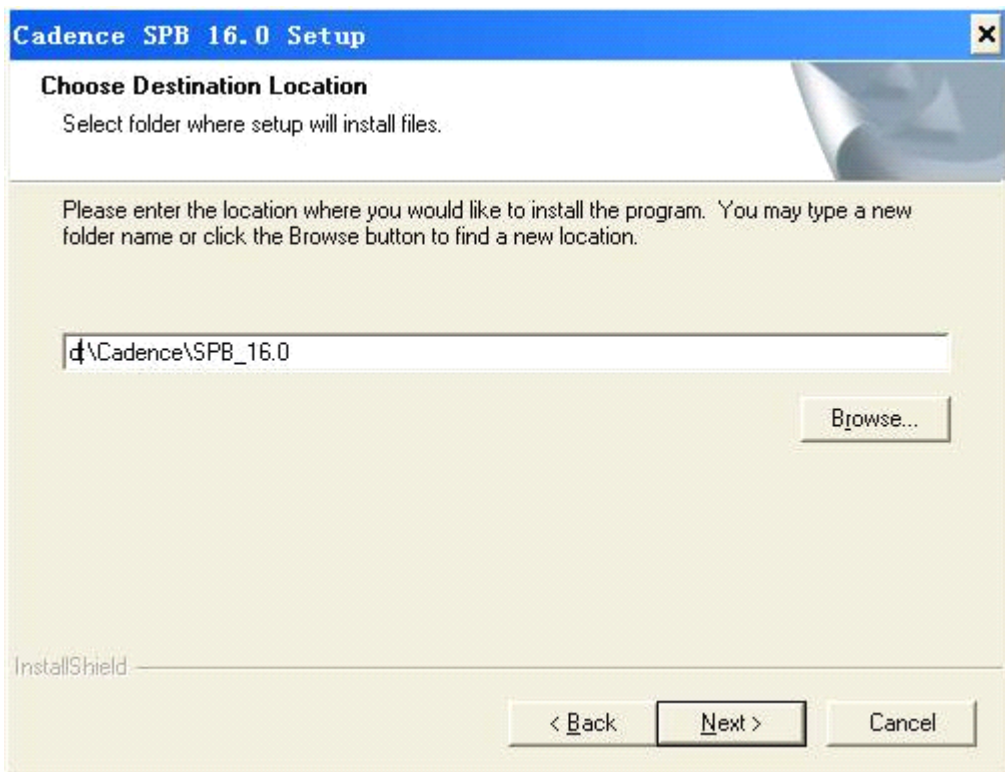 Cadence SPB 16.0 Setup
Choose Destination Location
Select folder where setup will install files.
Please enter the location where you would like to install the program. You may type a new
folder name or click the Browse button to find a new location.
d:\Cadence\SPB_16.0
Browse...
InstallShield
< Back
Next >
Cancel